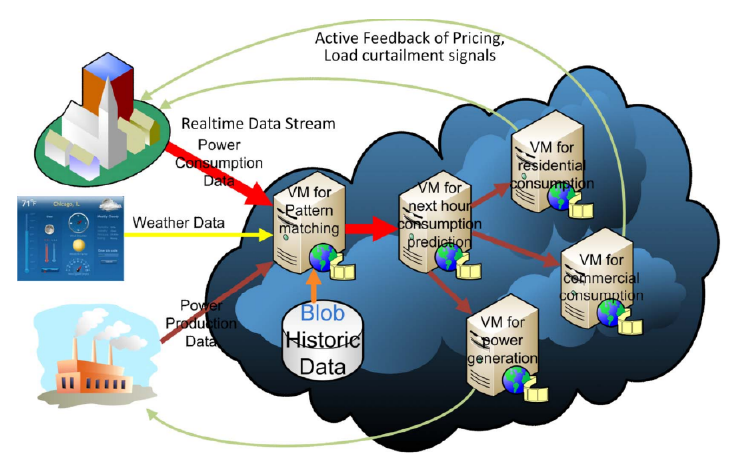 Active Feedback of Pricing,
Load curtailment signals
Realtime Data Stream
Power
Consumption
Data
71°F
Chicago, IL
Weather Data
Power
Production
Data
VM for
Pattern
matching
Blob
Historic
Data
VM for
next hour
consumption
prediction
VM for
residential
consumption
VM for
commercial
consumption
VM for
power
generation